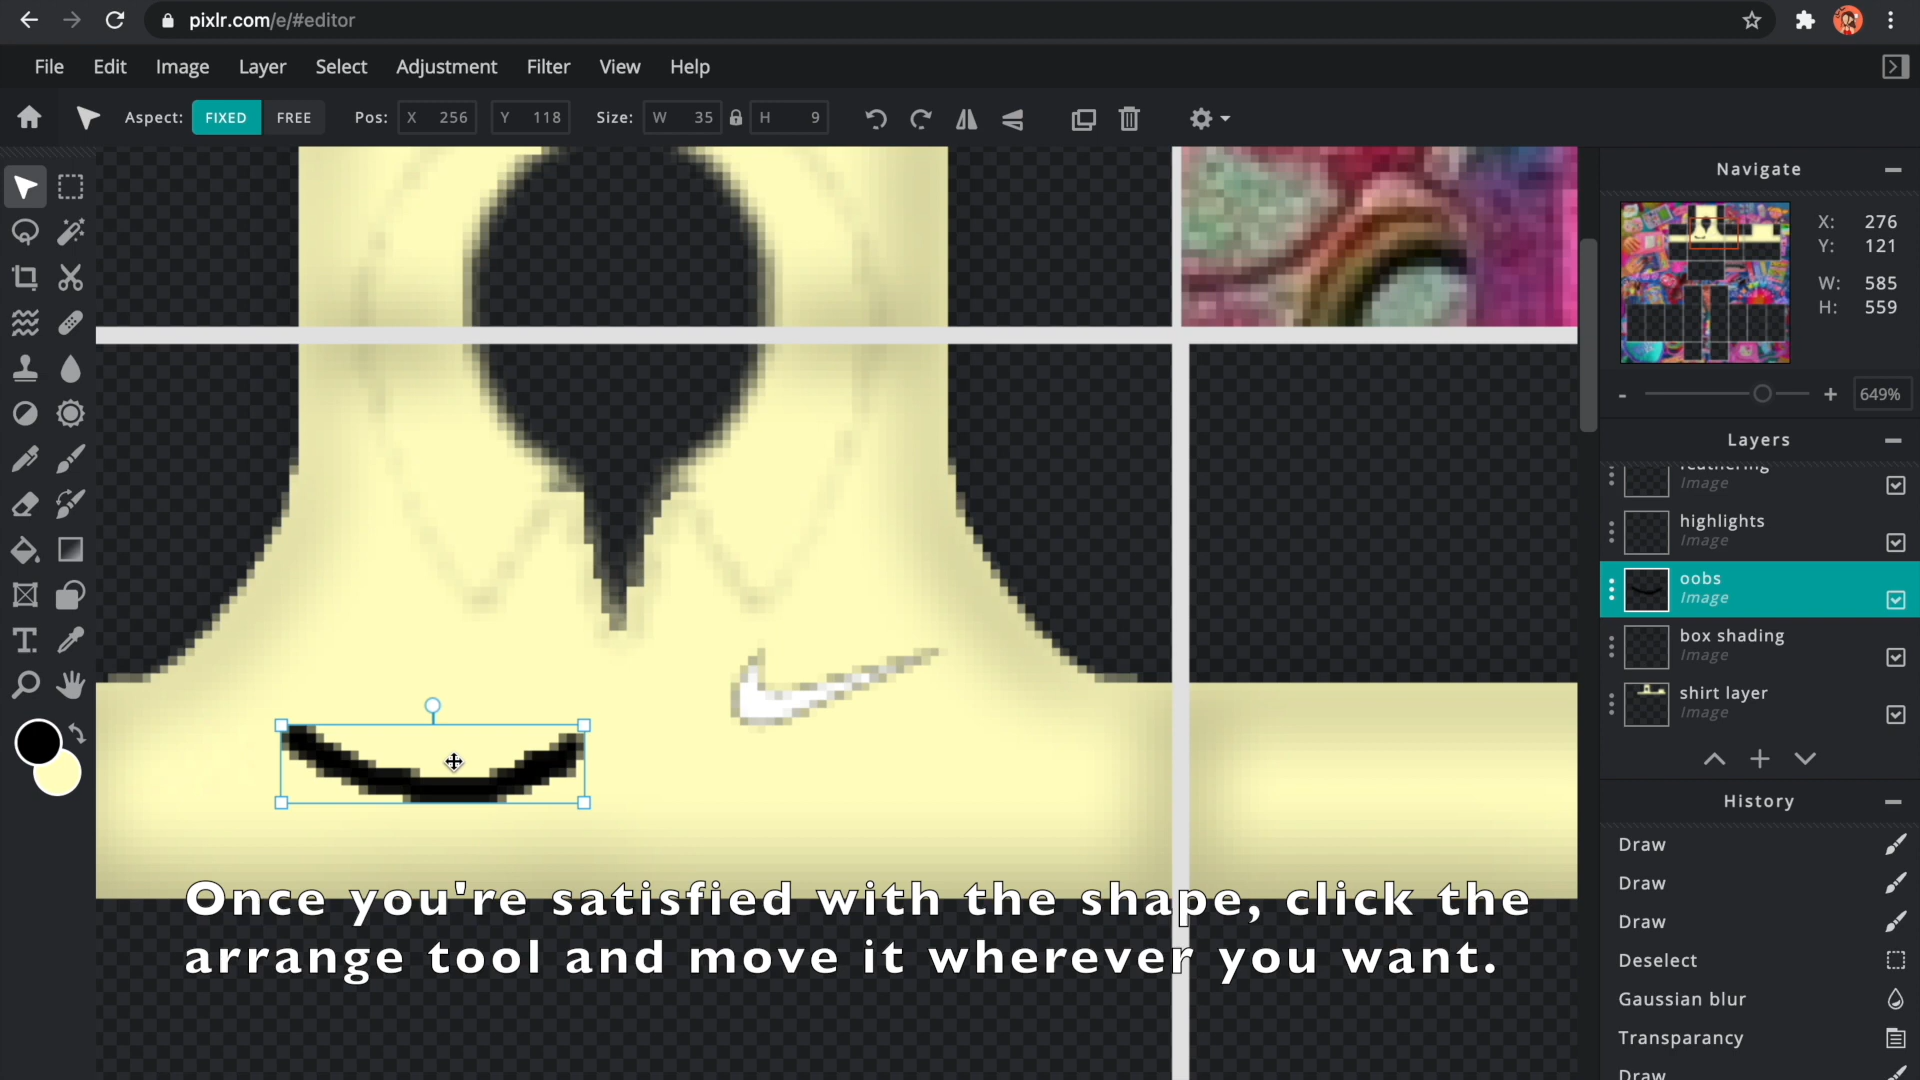 pixlr.com/e/#editor
File Edit Image Layer Select Adjustment Filter View Help
Aspect: FIXED FREE Pos: X 256 Y 118 Size: W 35 H 9
Navigate
X: 276
Y: 121
W: 585
H: 559
- + 649%
Layers
Image
highlights
Image
oobs
Image
box shading
Image
shirt layer
Image
History
Draw
Draw
Draw
Deselect
Gaussian blur
Transparancy
Draw
Once you're satisfied with the shape, click the
arrange tool and move it wherever you want.